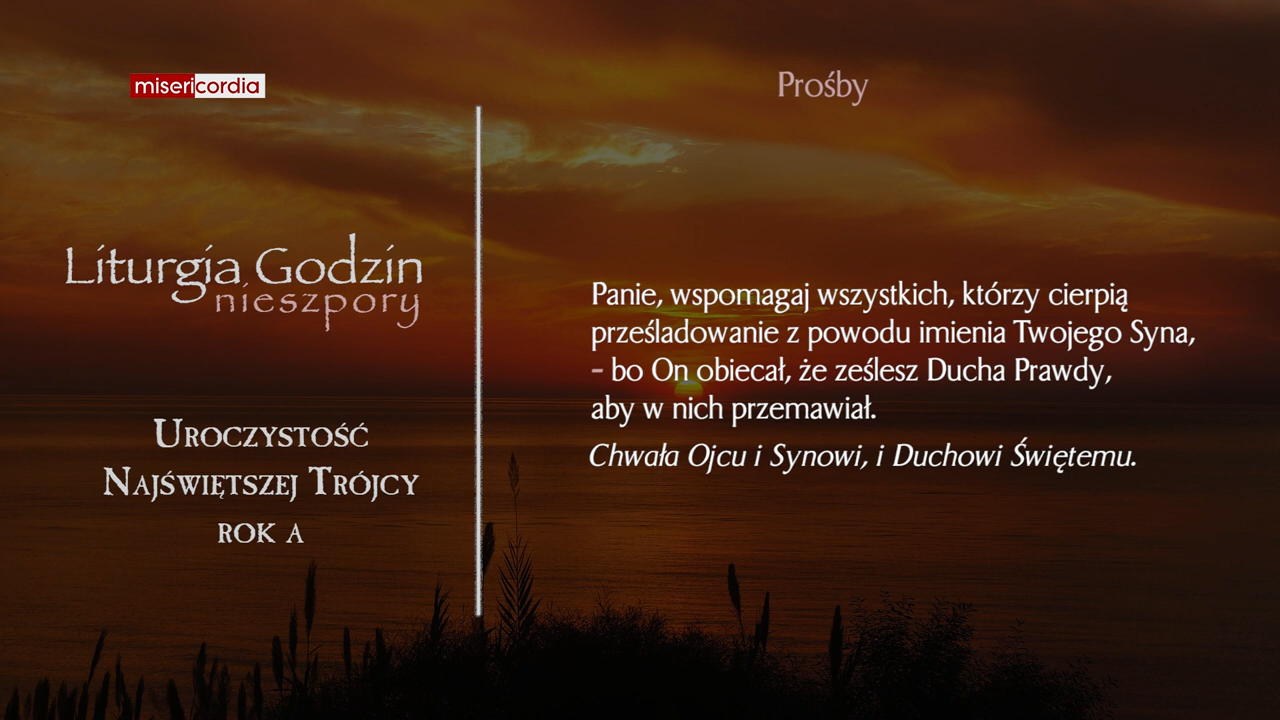 misericordia
Liturgia Godzin
nieszpory
Uroczystość
Najświętszej Trójcy
rok a
Prośby
Panie, wspomagaj wszystkich, którzy cierpią
prześladowanie z powodu imienia Twojego Syna,
- bo On obiecał, że ześlesz Ducha Prawdy,
aby w nich przemawiał.
Chwała Ojcu i Synowi, i Duchowi Świętemu.